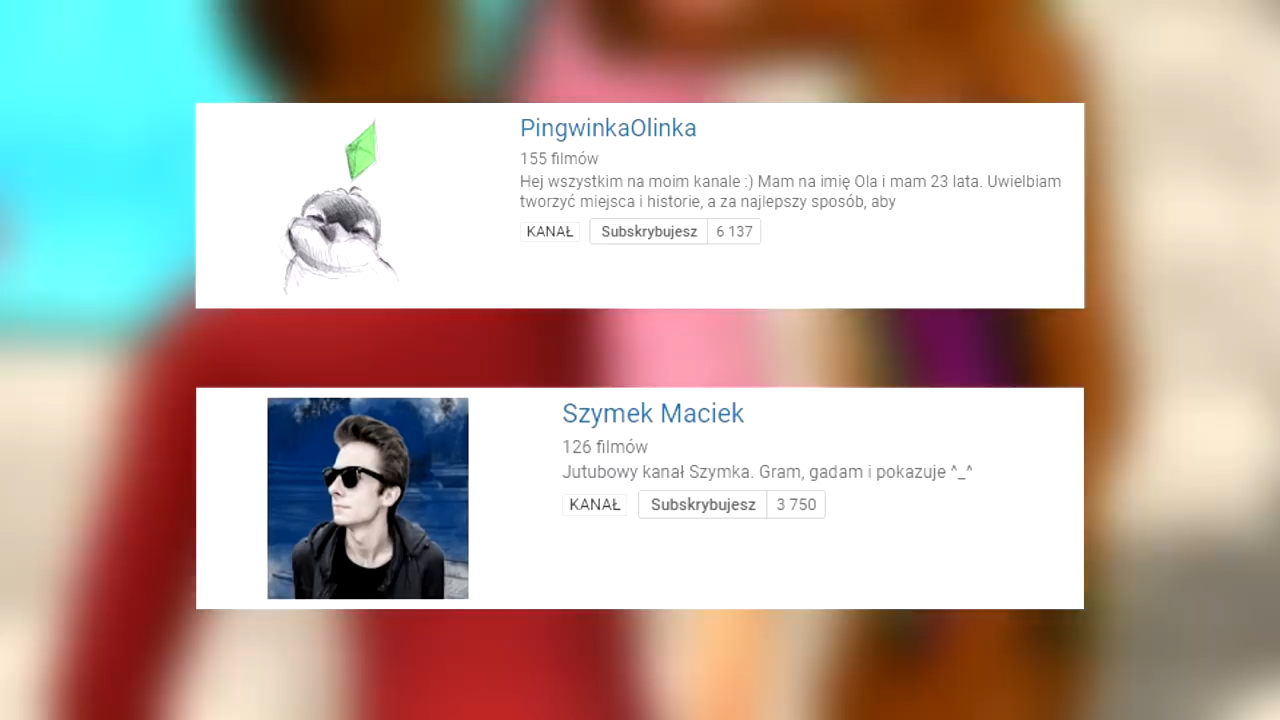 PingwinkaOlinka
155 filmów
Hej wszystkim na moim kanale :) Mam na imię Ola i mam 23 lata. Uwielbiam
tworzyć miejsca i historie, a za najlepszy sposób, aby
KANAŁ Subskrybujesz 6 137
Szymek Maciek
126 filmów
Jutubowy kanał Szymka. Gram, gadam i pokazuje ^_^
KANAŁ Subskrybujesz 3 750